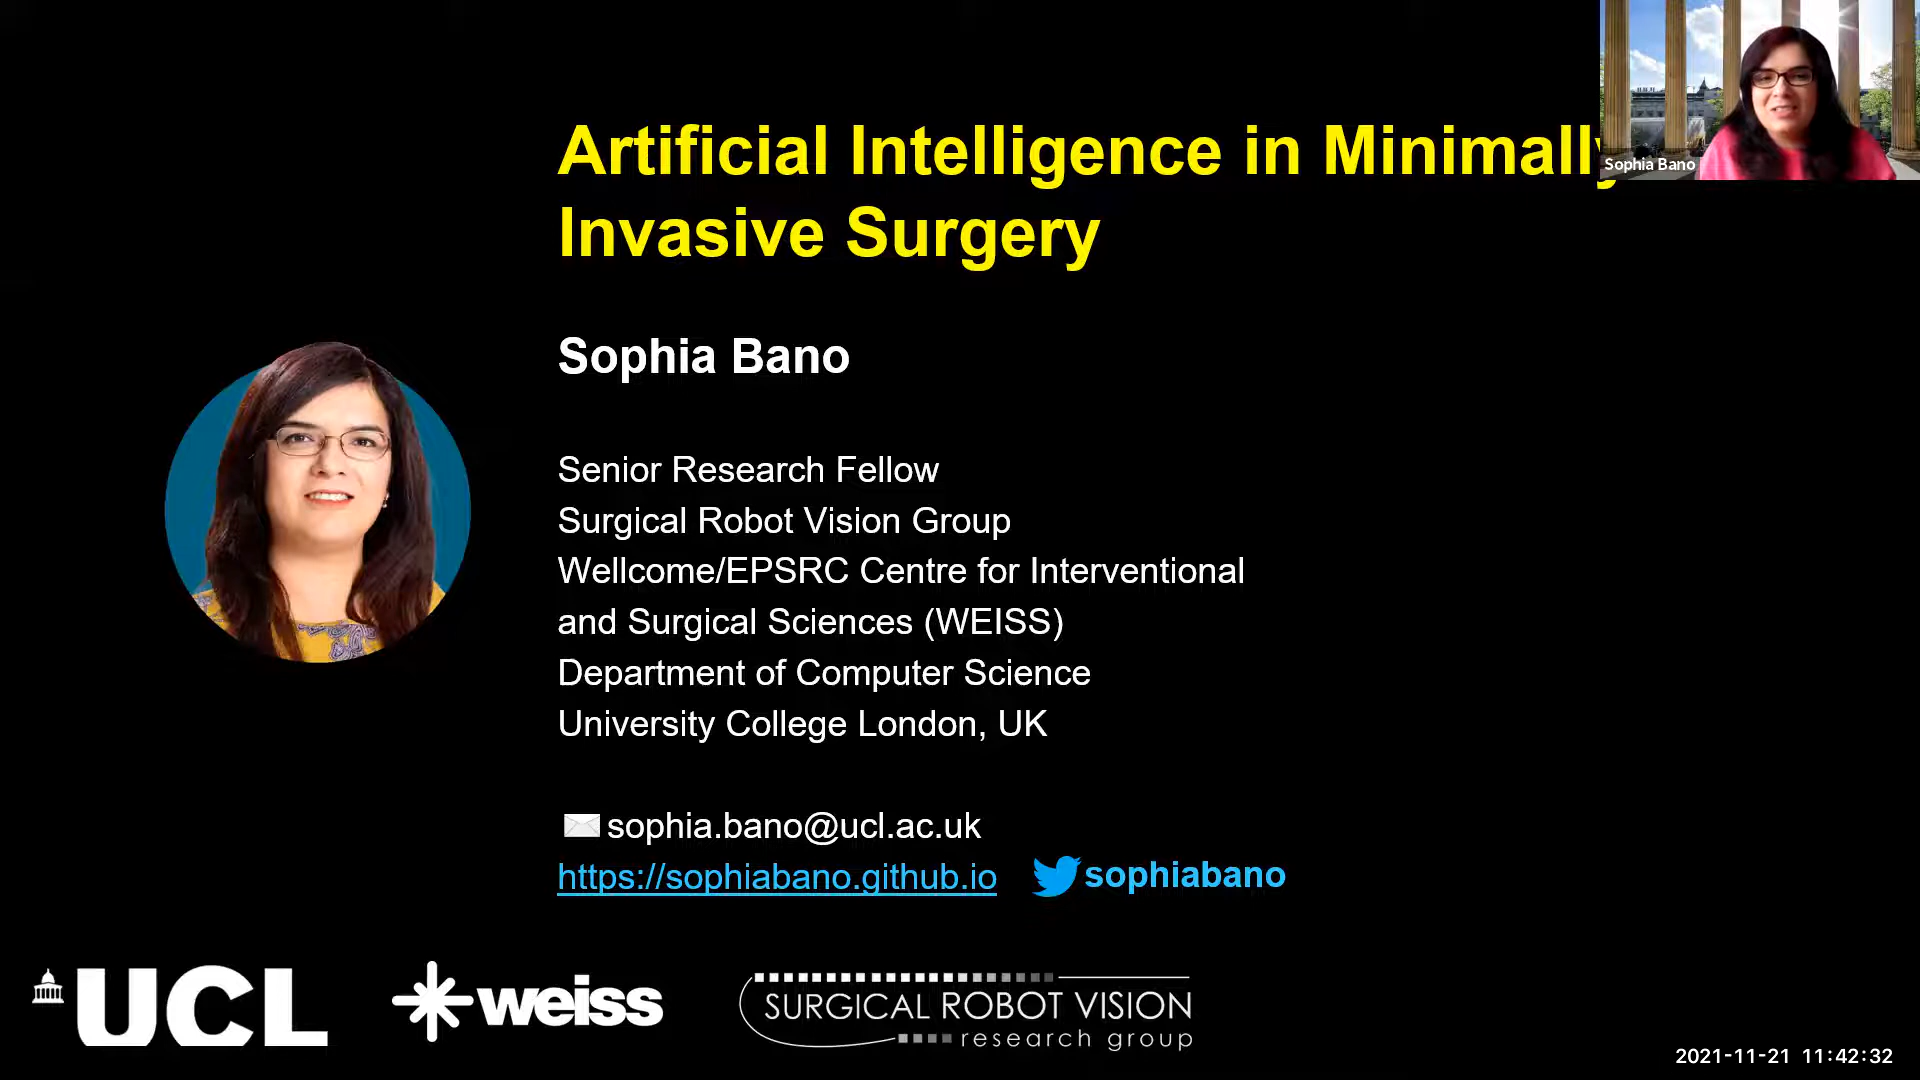 Artificial Intelligence in Minimally
Invasive Surgery
Sophia Bano
Sophia Bano
Senior Research Fellow
Surgical Robot Vision Group
Wellcome/EPSRC Centre for Interventional
and Surgical Sciences (WEISS)
Department of Computer Science
University College London, UK
sophia.bano@ucl.ac.uk
https://sophiabano.github.io sophiabano
UCL weiss SURGICAL ROBOT VISION
research group
2021-11-21 11:42:32